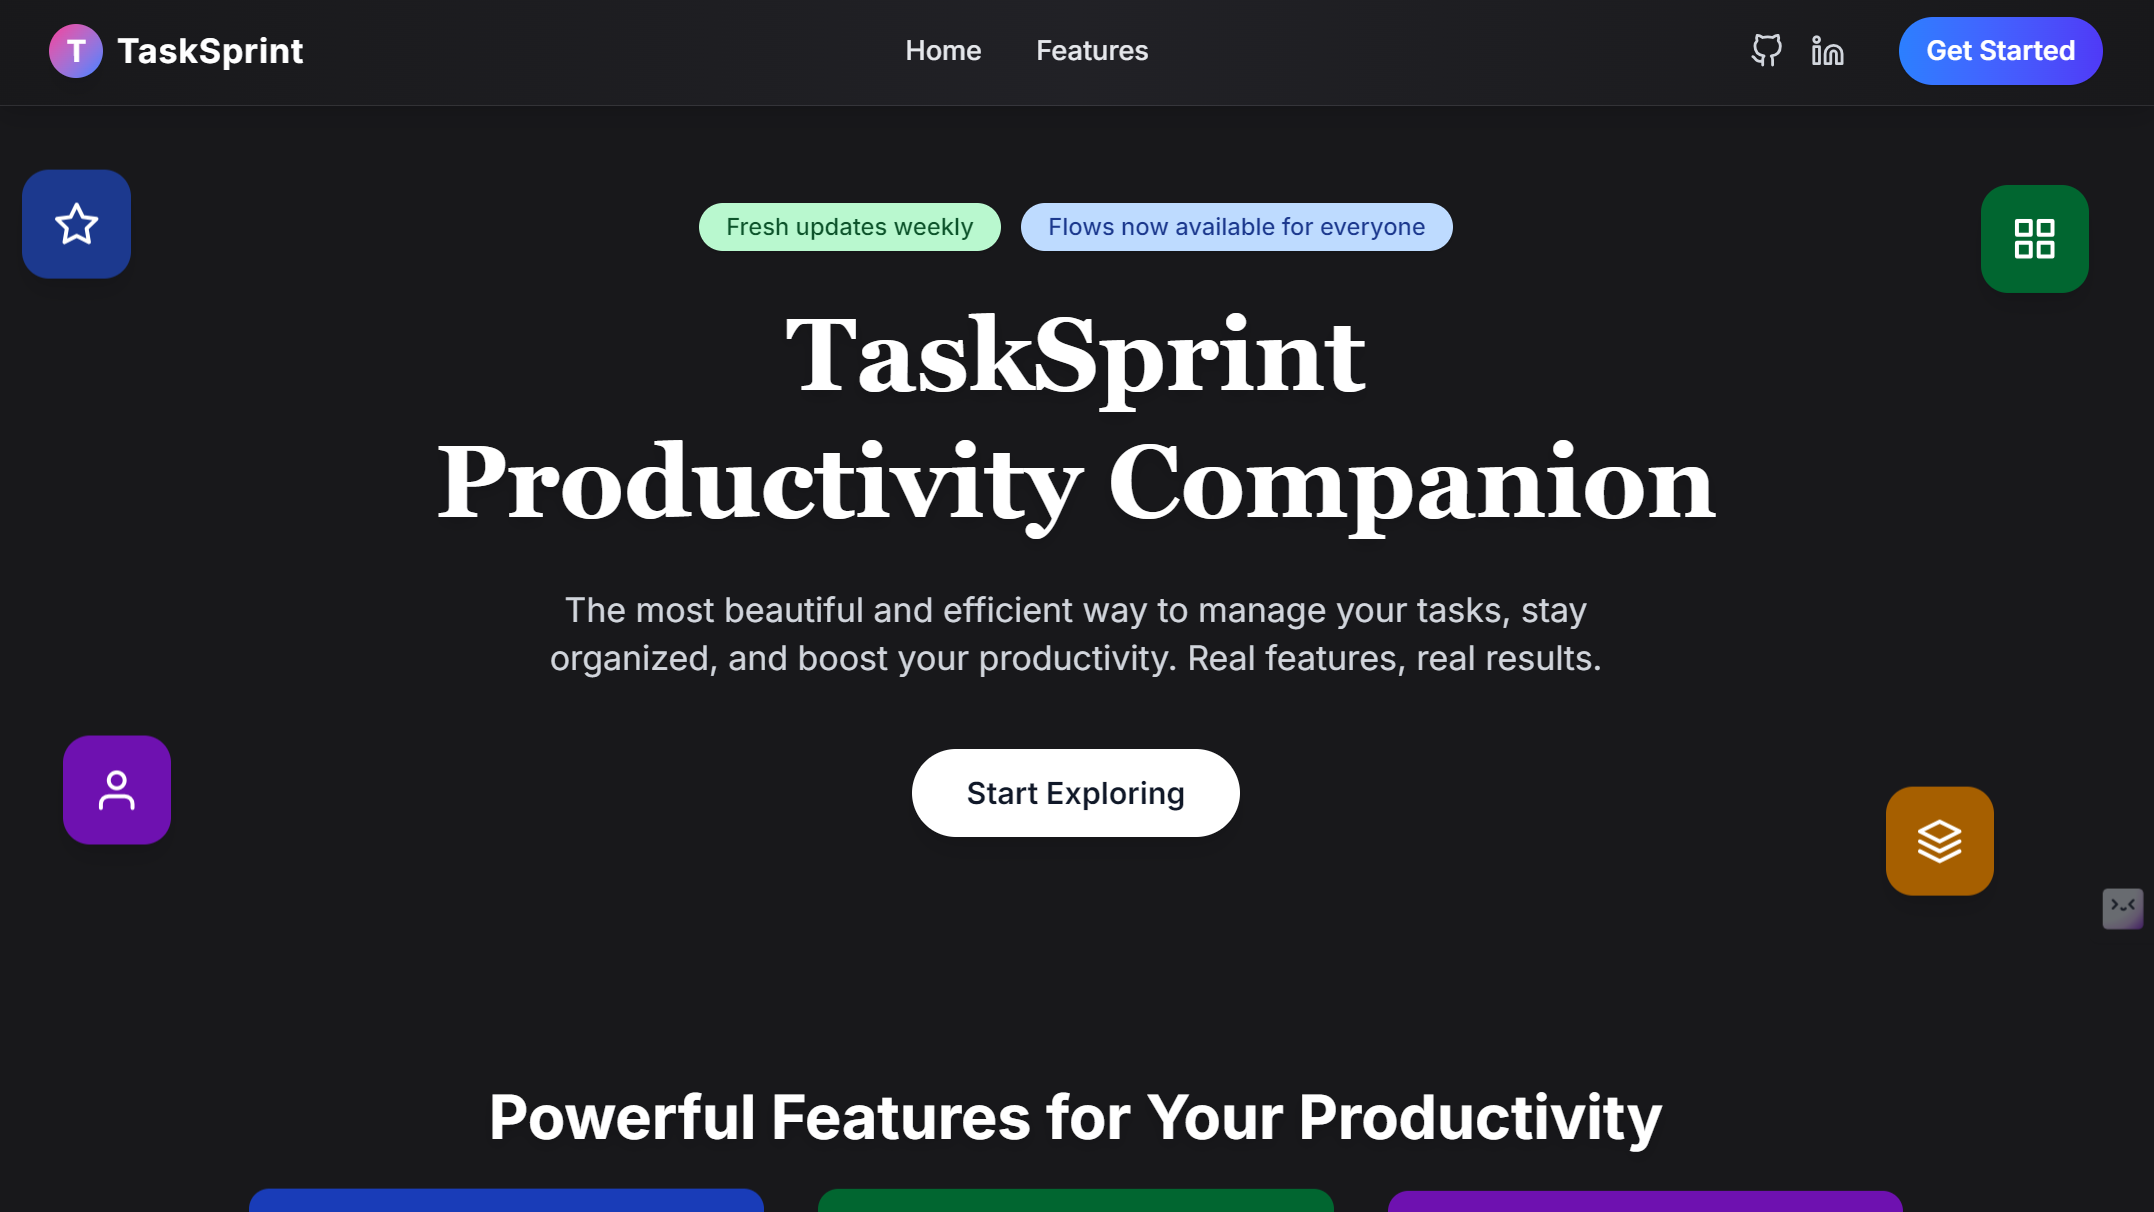 T TaskSprint
Home
Features
Get Started
Fresh updates weekly
Flows now available for everyone
TaskSprint
Productivity Companion
The most beautiful and efficient way to manage your tasks, stay
organized, and boost your productivity. Real features, real results.
Start Exploring
Powerful Features for Your Productivity